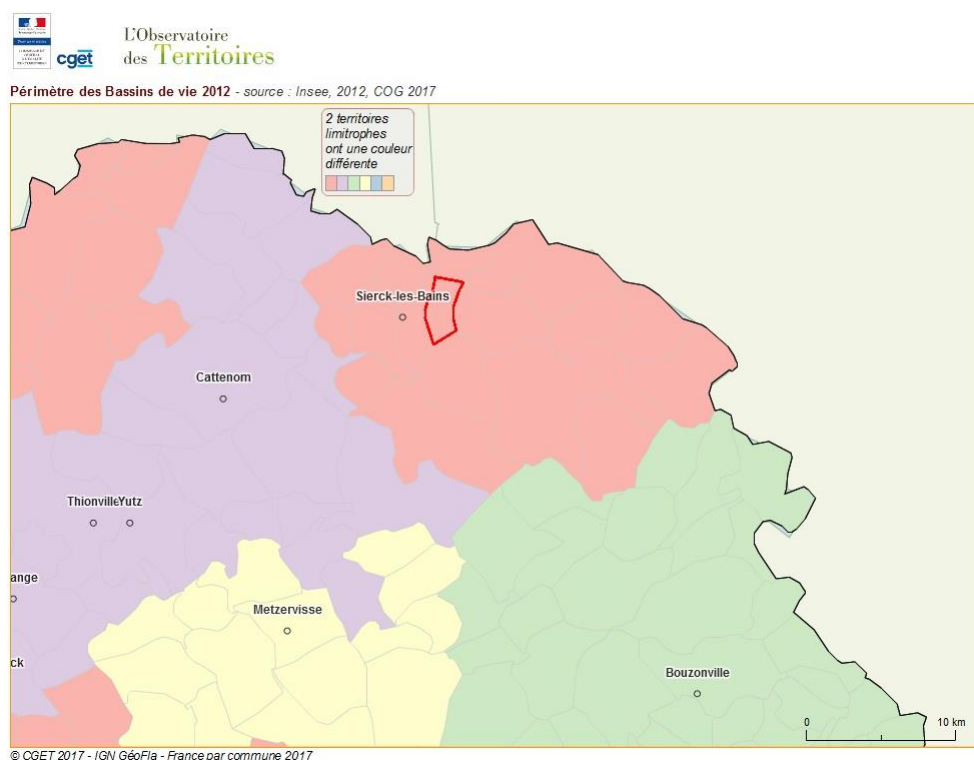 cget
L'Observatoire
des Territoires
Périmètre des Bassins de vie 2012 - source : Insee, 2012, COG 2017
2 territoires
limitrophes
ont une couleur
différente
Sierck-les-Bains
Cattenom
Thionville Yutz
ange
Metzervisse
ck
Bouzonville
0 10 km
© CGET 2017 - IGN GéoFla - France par commune 2017